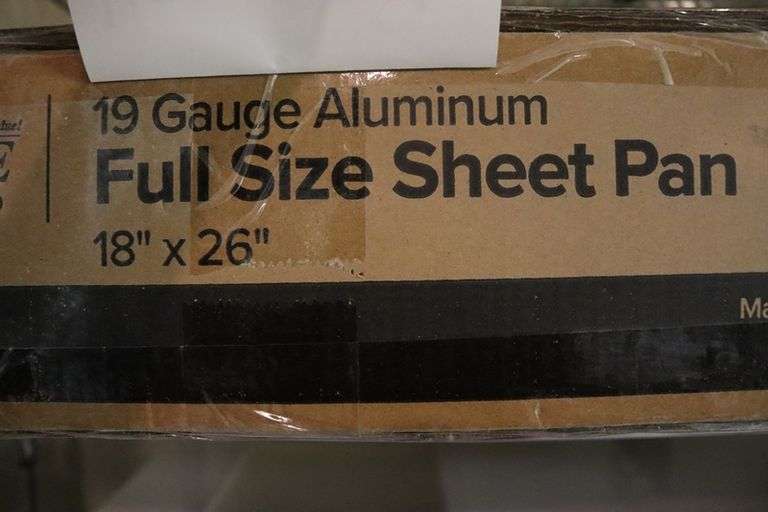 19 Gauge Aluminum
Full Size Sheet Pan
18" x 26"